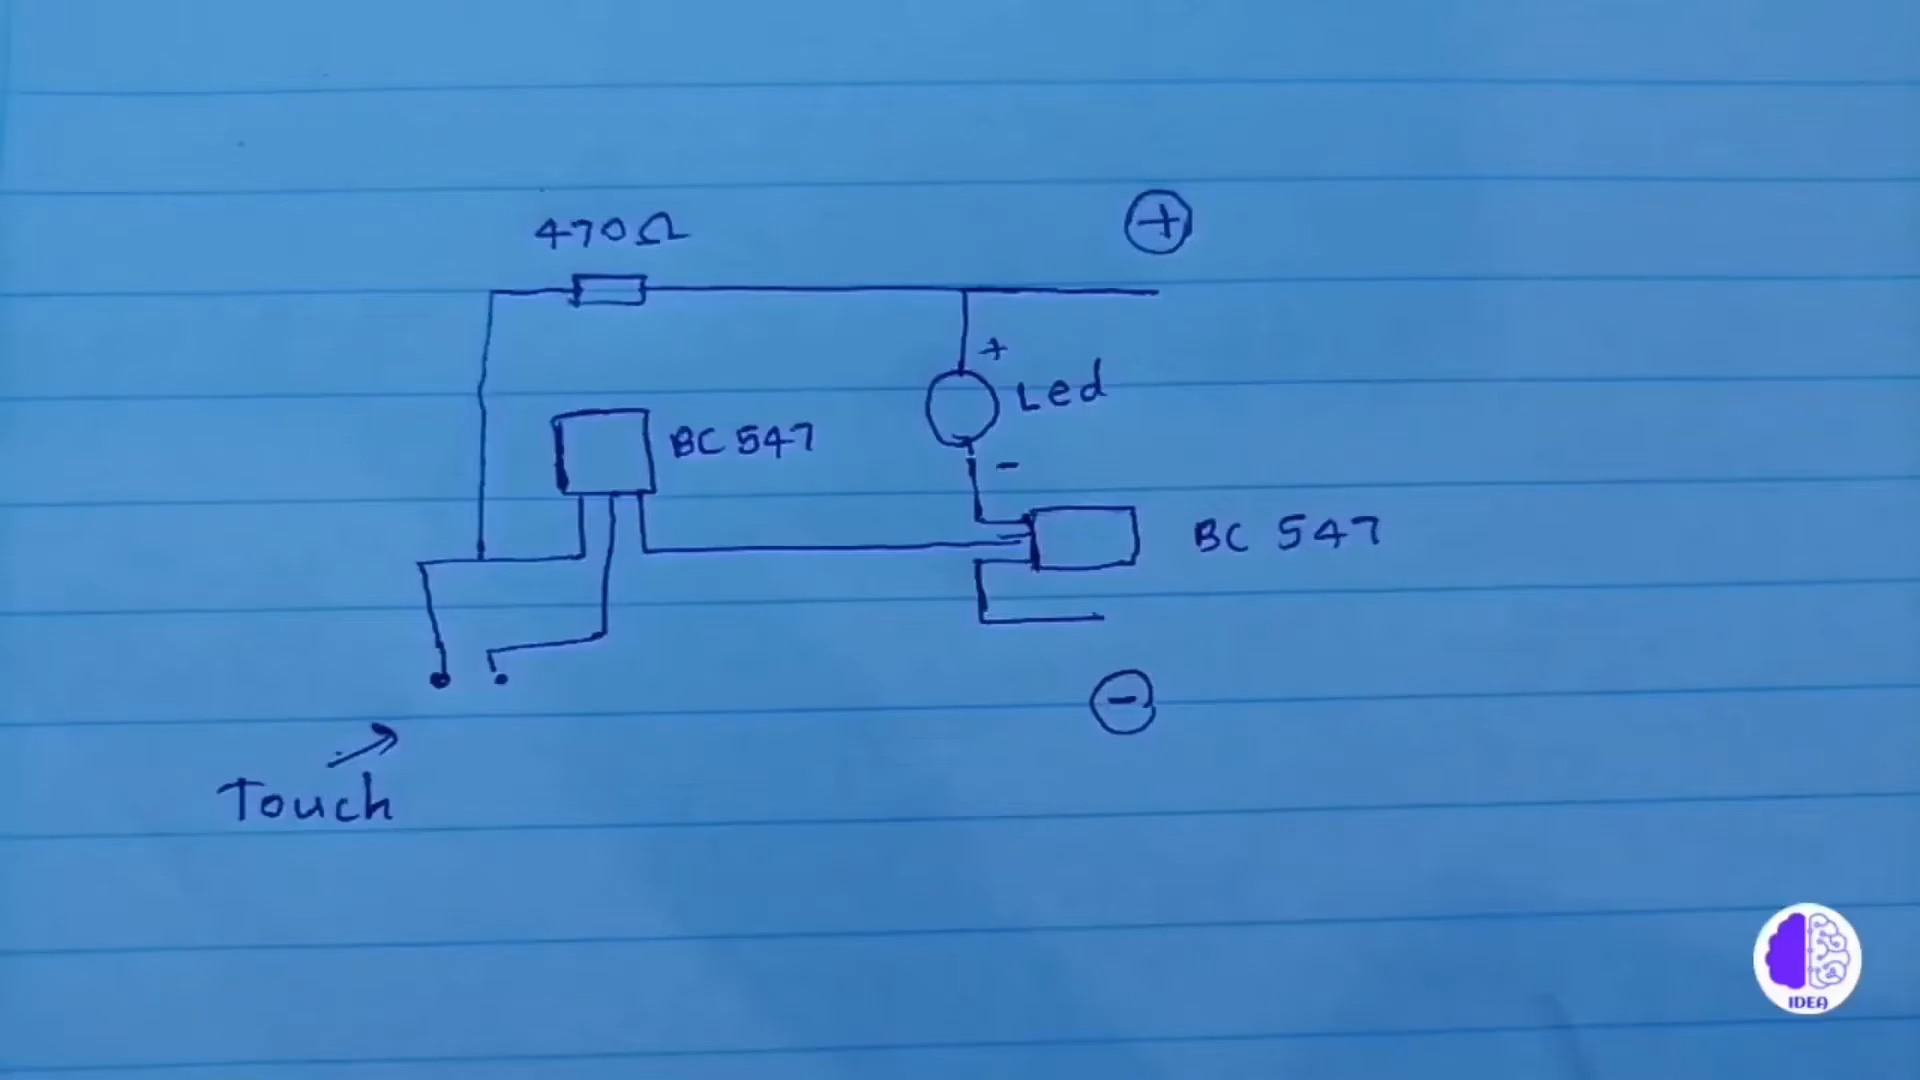 470Ω
+
+
Led
BC 547
-
BC 547
-
Touch
IDEA